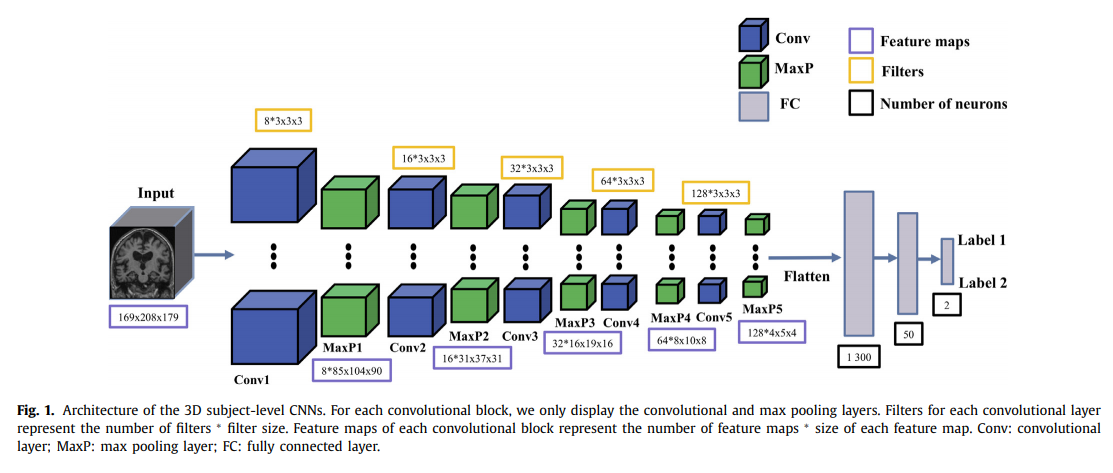 Conv
MaxP
FC
Feature maps
Filters
Number of neurons
8*3x3x3
16*3x3x3
32*3x3x3
64*3x3x3
128*3x3x3
Input
169x208x179
Conv1
MaxP1
8*85x104x90
Conv2
MaxP2
16*31x37x31
Conv3
MaxP3
32*16x19x16
Conv4
MaxP4
64*8x10x8
Conv5
MaxP5
128*4x5x4
Flatten
1 300
50
2
Label 1
Label 2
Fig. 1. Architecture of the 3D subject-level CNNs. For each convolutional block, we only display the convolutional and max pooling layers. Filters for each convolutional layer
represent the number of filters * filter size. Feature maps of each convolutional block represent the number of feature maps * size of each feature map. Conv: convolutional
layer; MaxP: max pooling layer; FC: fully connected layer.